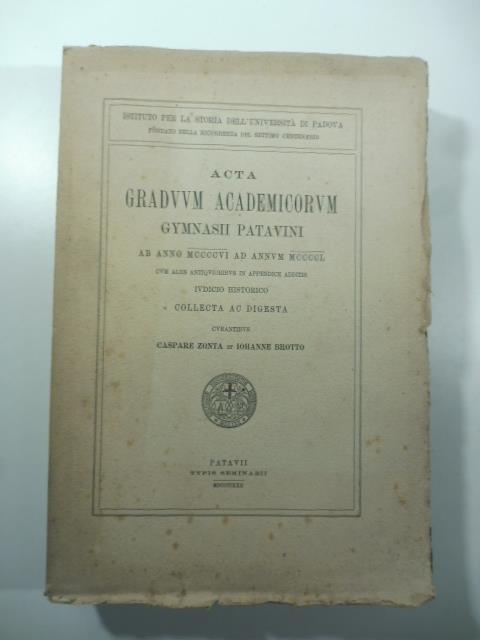 ISTITUTO PER LA STORIA DELL'UNIVERSITÀ DI PADOVA
FONDATO NELLA RICORRENZA DEL SETTIMO CENTENARIO
ACTA
GRADVVM ACADEMICORVM
GYMNASII PATAVINI
AB ANNO MCCCCVI AD ANNVM MCCCCL
CVM ALIIS ANTIQVIORIBVS IN APPENDICE ADDITIS
IVDICIO HISTORICO
COLLECTA AC DIGESTA
CVRANTIBVS
CASPARE ZONTA ET IOHANNE BROTTO
PATAVII
TYPIS SEMINARII